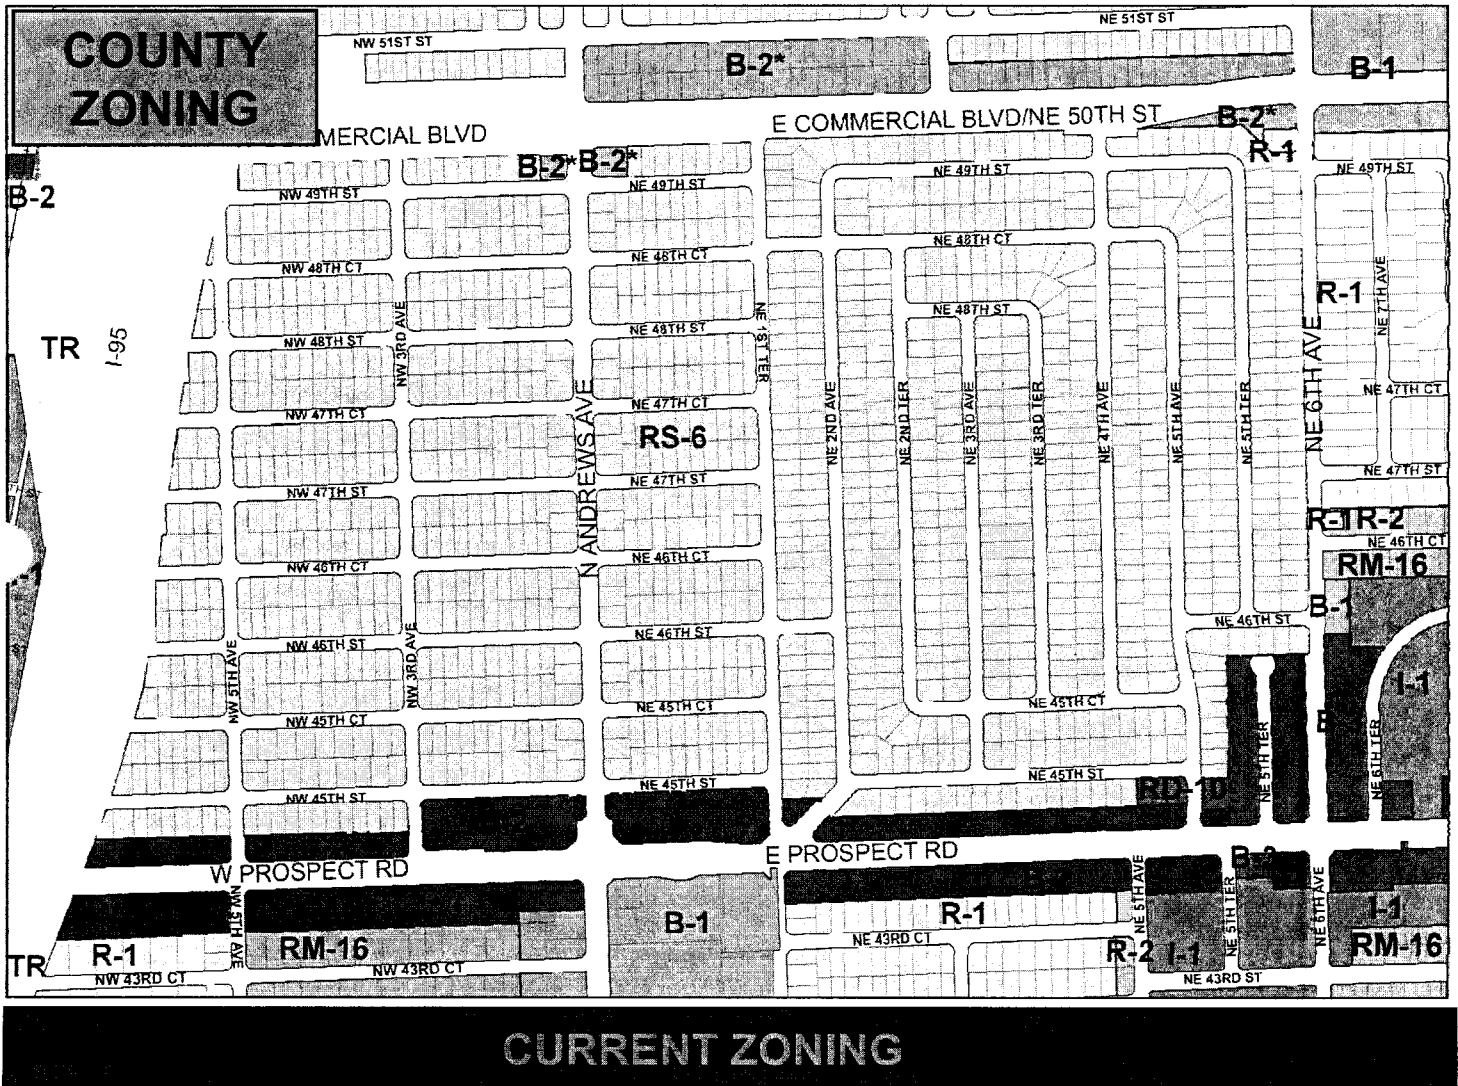 COUNTY
ZONING
NW 51ST ST
NE 51ST ST
B-2*
B-1
MMERCIAL BLVD
E COMMERCIAL BLVD/NE 50TH ST
B-2*
R-1
B-2* B-2*
B-2
NW 49TH ST
NE 49TH ST
NE 49TH ST
NE 49TH ST
NW 48TH CT
NE 48TH CT
NE 48TH CT
R-1
NE 7TH AVE
TR
I-95
NW 3RD AVE
NW 48TH ST
NE 48TH ST
NE 48TH ST
NE 1ST TER
NE 6TH AVE
NW 47TH CT
NE 47TH CT
NE 47TH CT
N ANDREWS AVE
RS-6
NE 2ND AVE
NE 2ND TER
NE 3RD AVE
NE 3RD TER
NE 4TH AVE
NE 5TH AVE
NE 5TH TER
NW 47TH ST
NE 47TH ST
NE 47TH ST
R-1 R-2
NW 46TH CT
NE 46TH CT
NE 46TH CT
RM-16
B-1
NW 46TH ST
NE 46TH ST
NE 46TH ST
NW 5TH AVE
NW 3RD AVE
I-1
NW 45TH CT
NE 45TH CT
NE 45TH CT
NE 5TH TER
NE 6TH TER
NW 45TH ST
NE 45TH ST
NE 45TH ST
RD-10
W PROSPECT RD
E PROSPECT RD
NW 5TH AVE
NE 5TH AVE
NE 5TH TER
NE 6TH AVE
R-1
RM-16
B-1
R-1
I-1
TR
NW 43RD CT
NW 43RD CT
NE 43RD CT
R-2
I-1
RM-16
NE 43RD ST
CURRENT ZONING